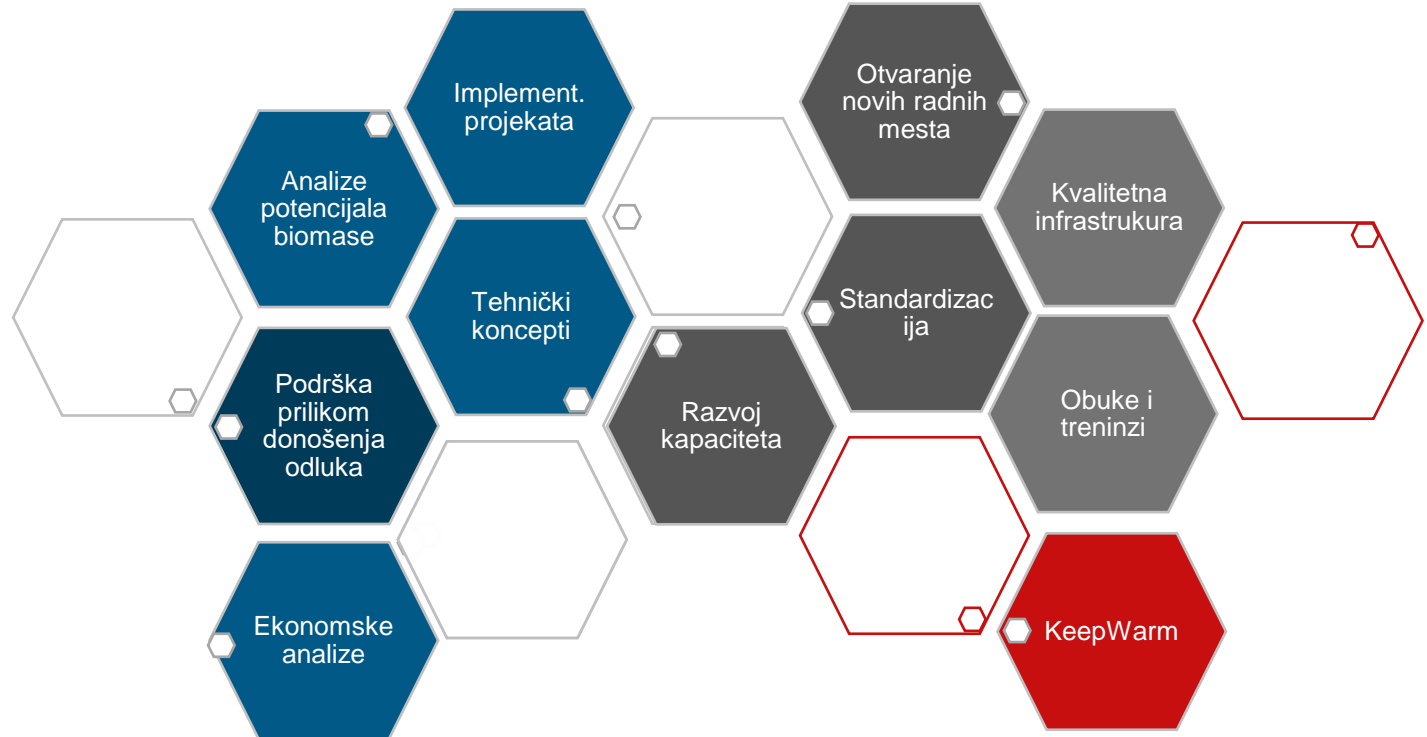 Implement.
projekata
Otvaranje
novih radnih
mesta
Analize
potencijala
biomase
Kvalitetna
infrastrukura
Tehnički
koncepti
Standardizac
ija
Podrška
prilikom
donošenja
odluka
Razvoj
kapaciteta
Obuke i
treninzi
Ekonomske
analize
KeepWarm